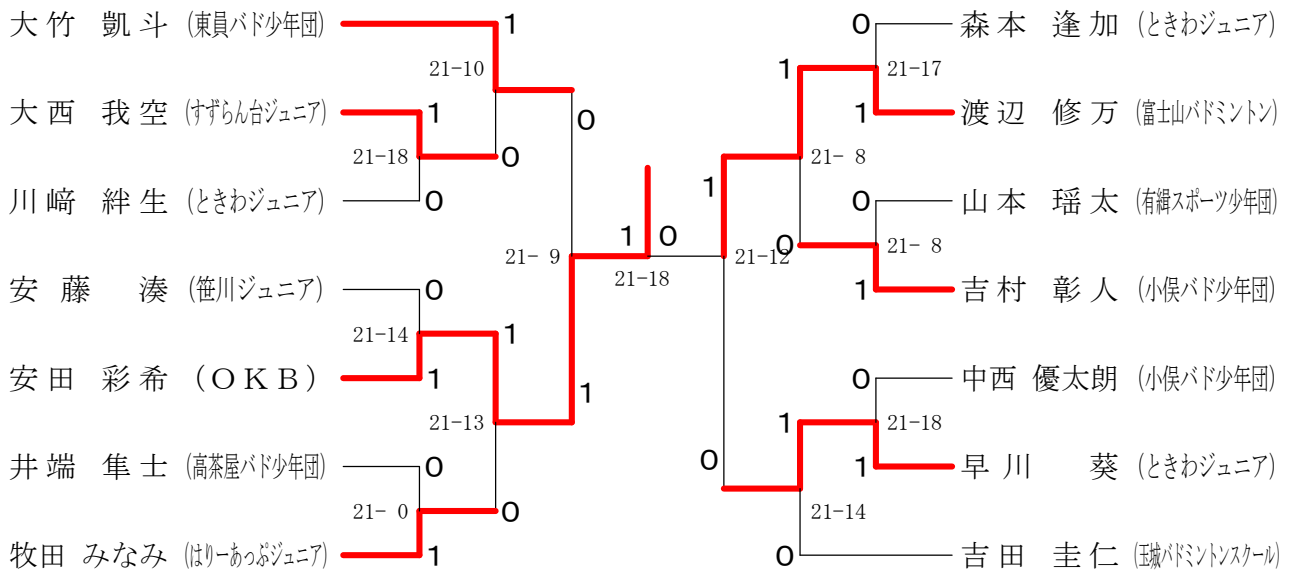 大竹 凱斗 (東員バド少年団)
1
21-10
大西 我空 (すずらん台ジュニア)
1
21-18
0
川﨑 絆生 (ときわジュニア)
0
0
21- 9
安藤 湊 (笹川ジュニア)
0
21-14
1
安田 彩希 (OKB)
1
21-13
1
井端 隼士 (高茶屋バド少年団)
0
21- 0
0
牧田 みなみ (はりーあっぷジュニア)
1
1 0
21-18
0
森本 逢加 (ときわジュニア)
1
21-17
1
渡辺 修万 (富士山バドミントン)
21- 8
1
0
山本 瑶太 (有緝スポーツ少年団)
21-12
0
21- 8
1
吉村 彰人 (小俣バド少年団)
0
中西 優太朗 (小俣バド少年団)
1
21-18
0
1
早川 葵 (ときわジュニア)
21-14
0
吉田 圭仁 (玉城バドミントンスクール)